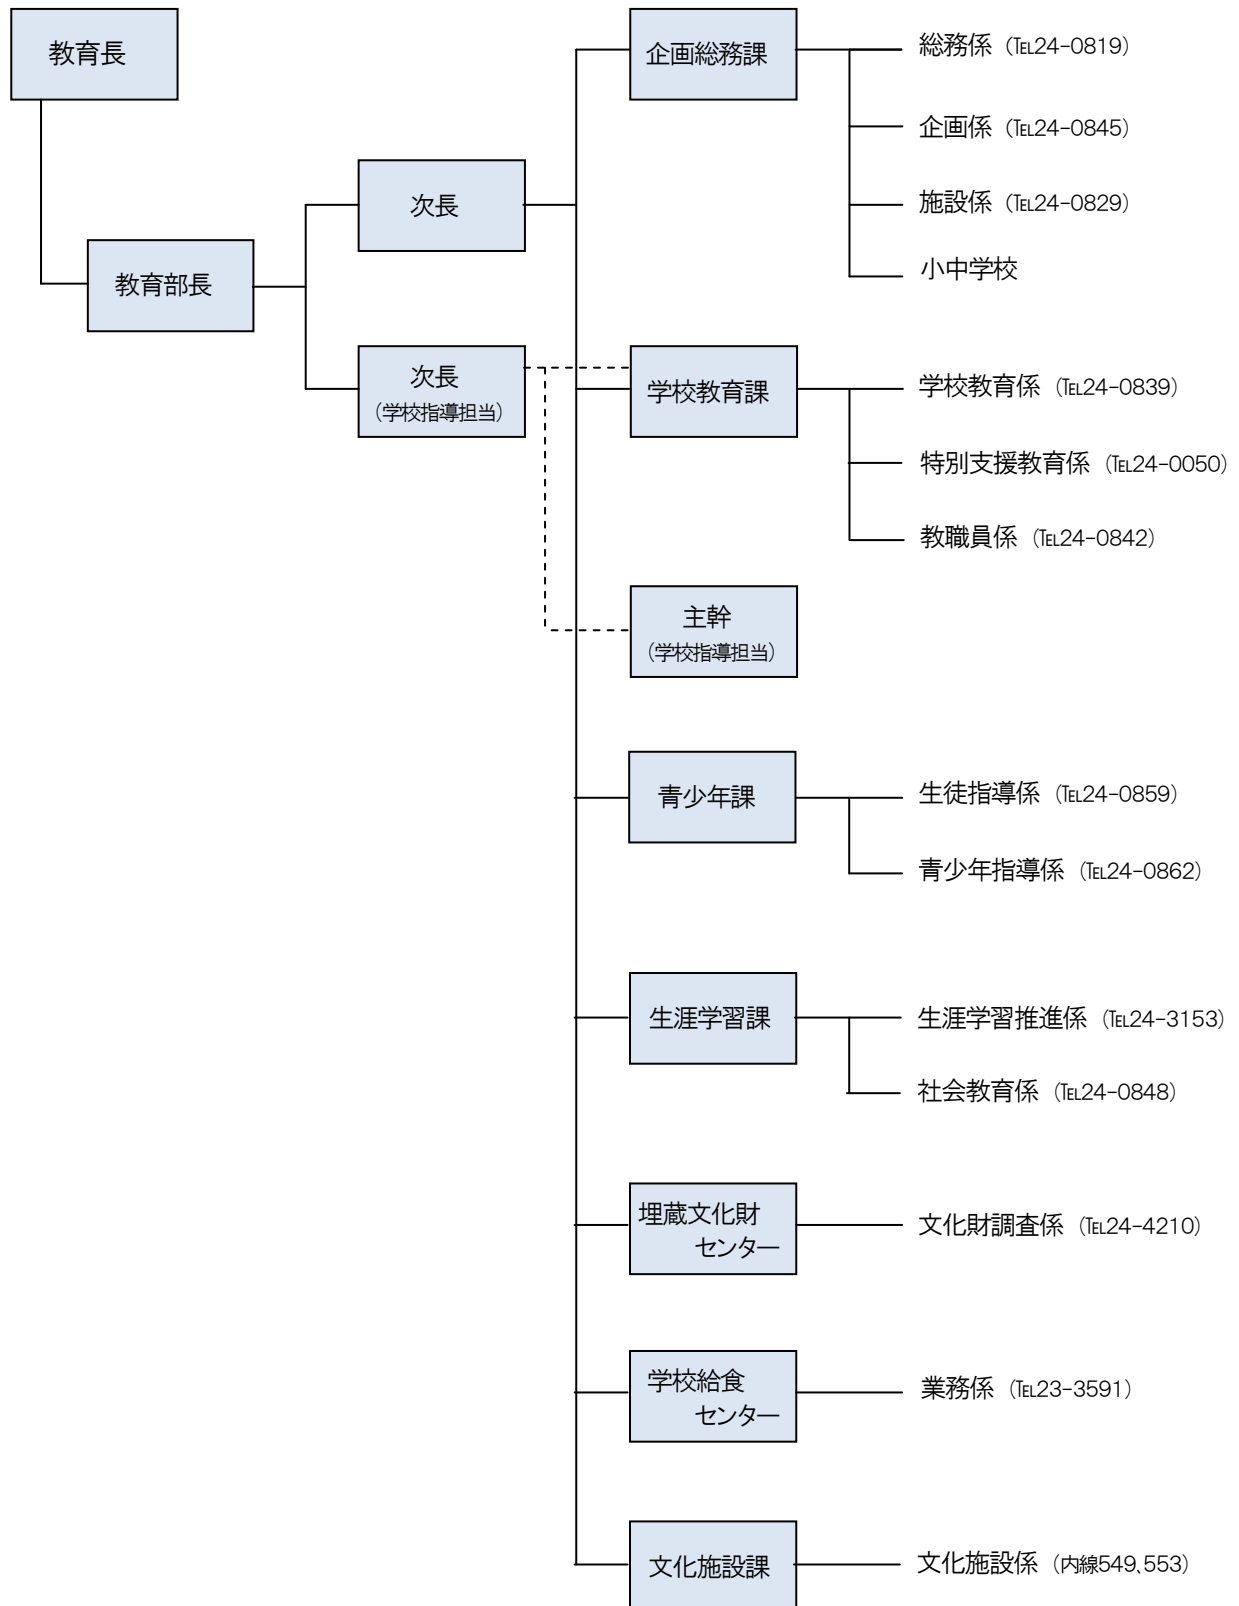 教育長
教育部長
次長
次長
（学校指導担当）
企画総務課
総務係（℡24-0819）
企画係（℡24-0845）
施設係（℡24-0829）
小中学校
学校教育課
学校教育係（℡24-0839）
特別支援教育係（℡24-0050）
教職員係（℡24-0842）
主幹
（学校指導担当）
青少年課
生徒指導係（℡24-0859）
青少年指導係（℡24-0862）
生涯学習課
生涯学習推進係（℡24-3153）
社会教育係（℡24-0848）
埋蔵文化財
センター
文化財調査係（℡24-4210）
学校給食
センター
業務係（℡23-3591）
文化施設課
文化施設係（内線549、553）